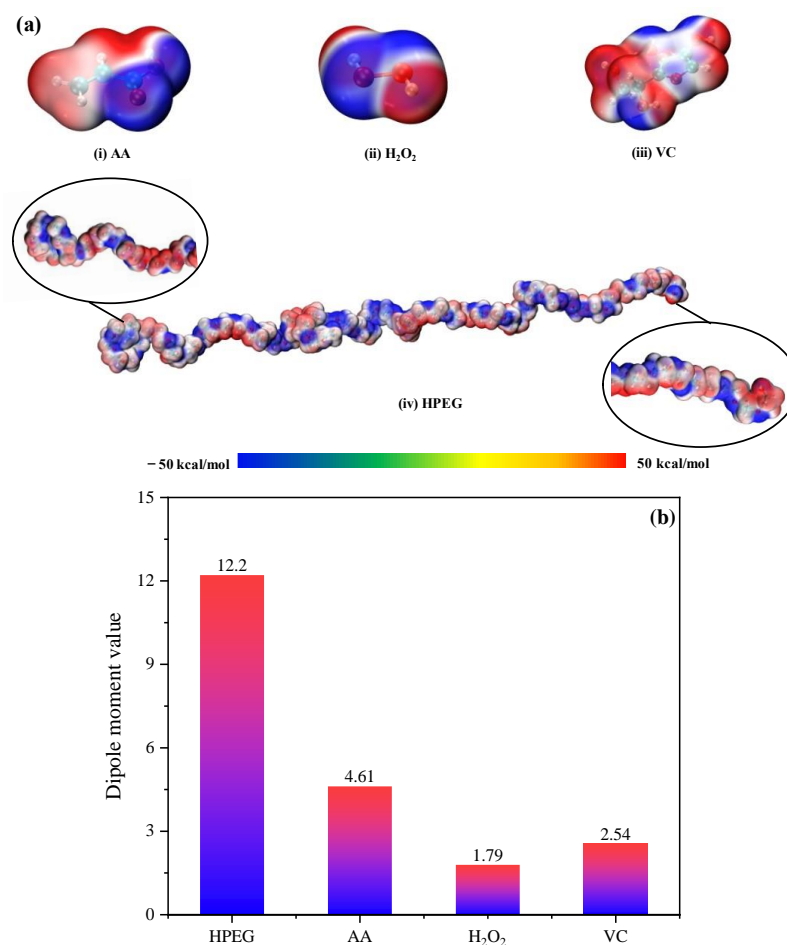 (a)
(i) AA
(ii) H₂O₂
(iii) VC
(iv) HPEG
−50 kcal/mol
50 kcal/mol
(b)
Dipole moment value
15
12
9
6
3
0
12.2
4.61
1.79
2.54
HPEG
AA
H₂O₂
VC